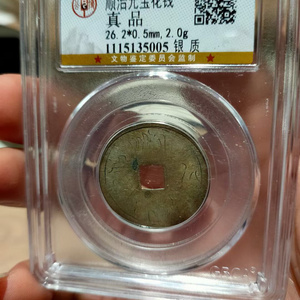 顺治元宝花钱
真品
26.2*0.5mm, 2.0g
1115135005 银 质
★ 文物鉴定委员会监制 ★